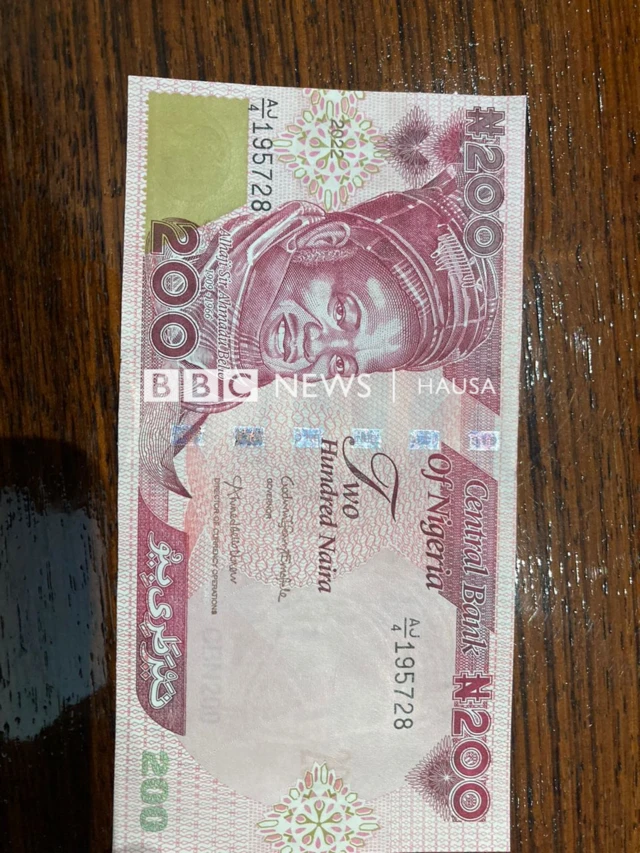 ₦200
Central Bank
Of Nigeria
₦200
2022
AJ/4 195728
Two
Hundred Naira
AJ/4 195728
GOVERNOR
DIRECTOR OF CURRENCY OPERATIONS
Alhaji Sir Ahmadu Bello
200
200
BBC NEWS | HAUSA